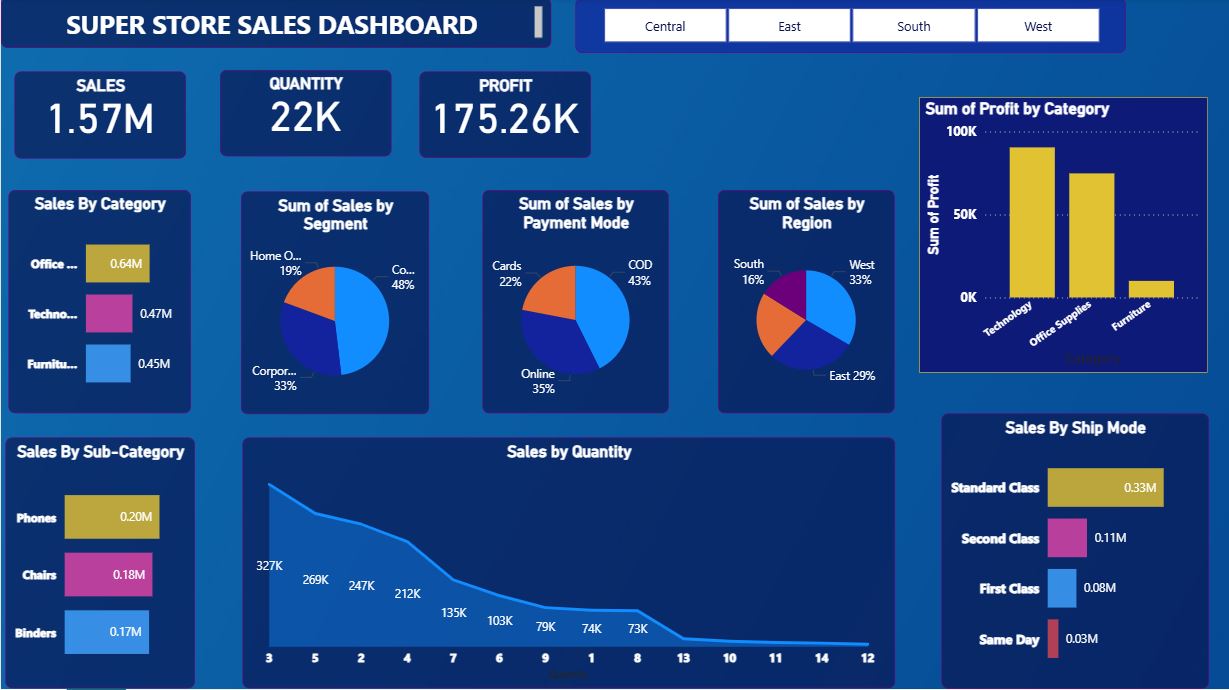 SUPER STORE SALES DASHBOARD
Central
East
South
West
SALES
1.57M
QUANTITY
22K
PROFIT
175.26K
Sum of Profit by Category
100K
50K
0K
Sum of Profit
Technology
Office Supplies
Furniture
Category
Sales By Category
Office ...
0.64M
Techno...
0.47M
Furnitu...
0.45M
Sum of Sales by
Segment
Home O...
19%
Co...
48%
Corpor...
33%
Sum of Sales by
Payment Mode
Cards
22%
COD
43%
Online
35%
Sum of Sales by
Region
South
16%
West
33%
East 29%
Sales By Sub-Category
Phones
0.20M
Chairs
0.18M
Binders
0.17M
Sales by Quantity
327K
269K
247K
212K
135K
103K
79K
74K
73K
3 5 2 4 7 6 9 1 8 13 10 11 14 12
Sales By Ship Mode
Standard Class
0.33M
Second Class
0.11M
First Class
0.08M
Same Day
0.03M